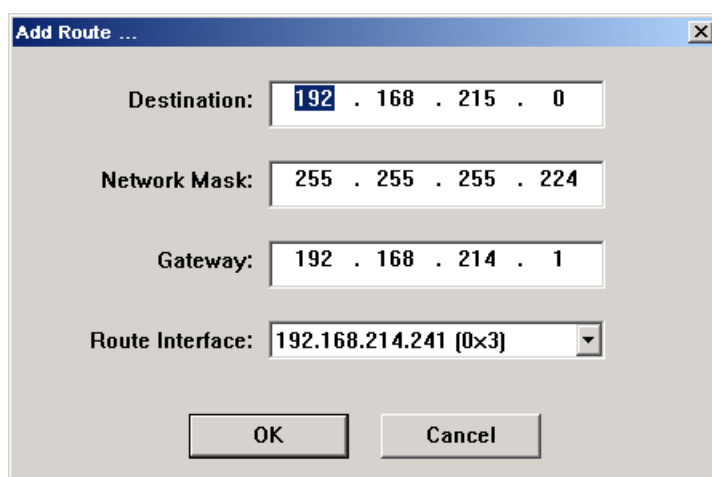 Add Route ...
Destination: 192 . 168 . 215 . 0
Network Mask: 255 . 255 . 255 . 224
Gateway: 192 . 168 . 214 . 1
Route Interface: 192.168.214.241 (0x3)
OK Cancel